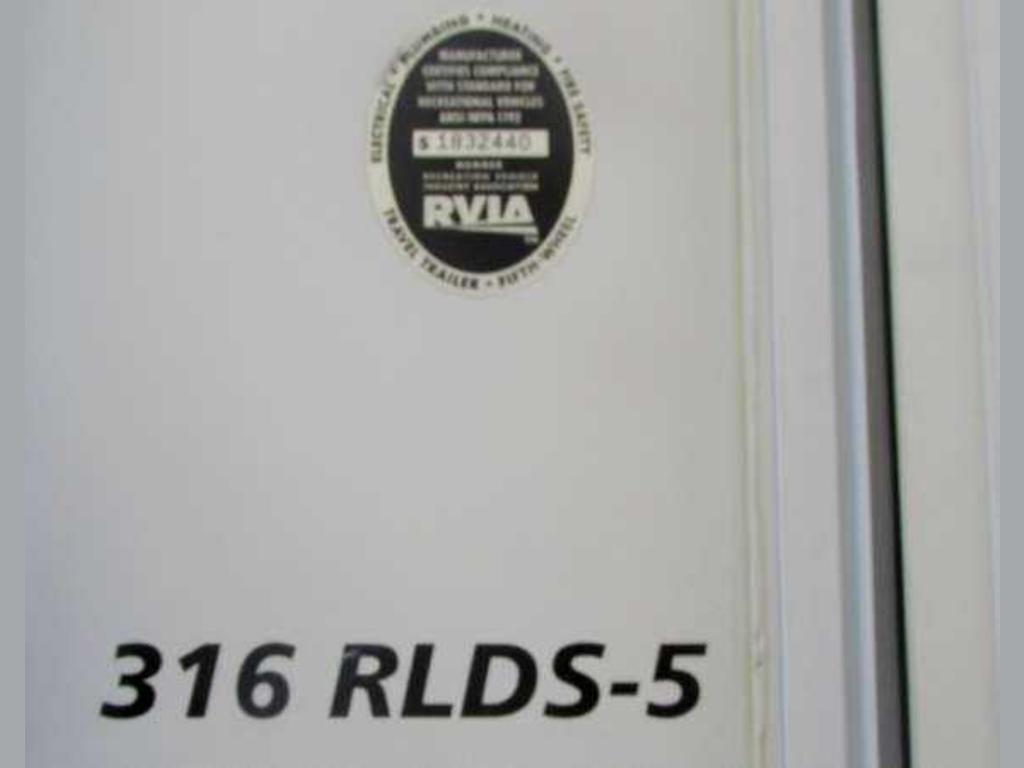 ELECTRICAL • PLUMBING • HEATING • FIRE SAFETY
MANUFACTURER
CERTIFIES COMPLIANCE
WITH STANDARD FOR
RECREATIONAL VEHICLES
ANSI/NFPA 1192
S 1832440
MEMBER
RECREATION VEHICLE
INDUSTRY ASSOCIATION
RVIA
TRAVEL TRAILER • FIFTH-WHEEL
316 RLDS-5